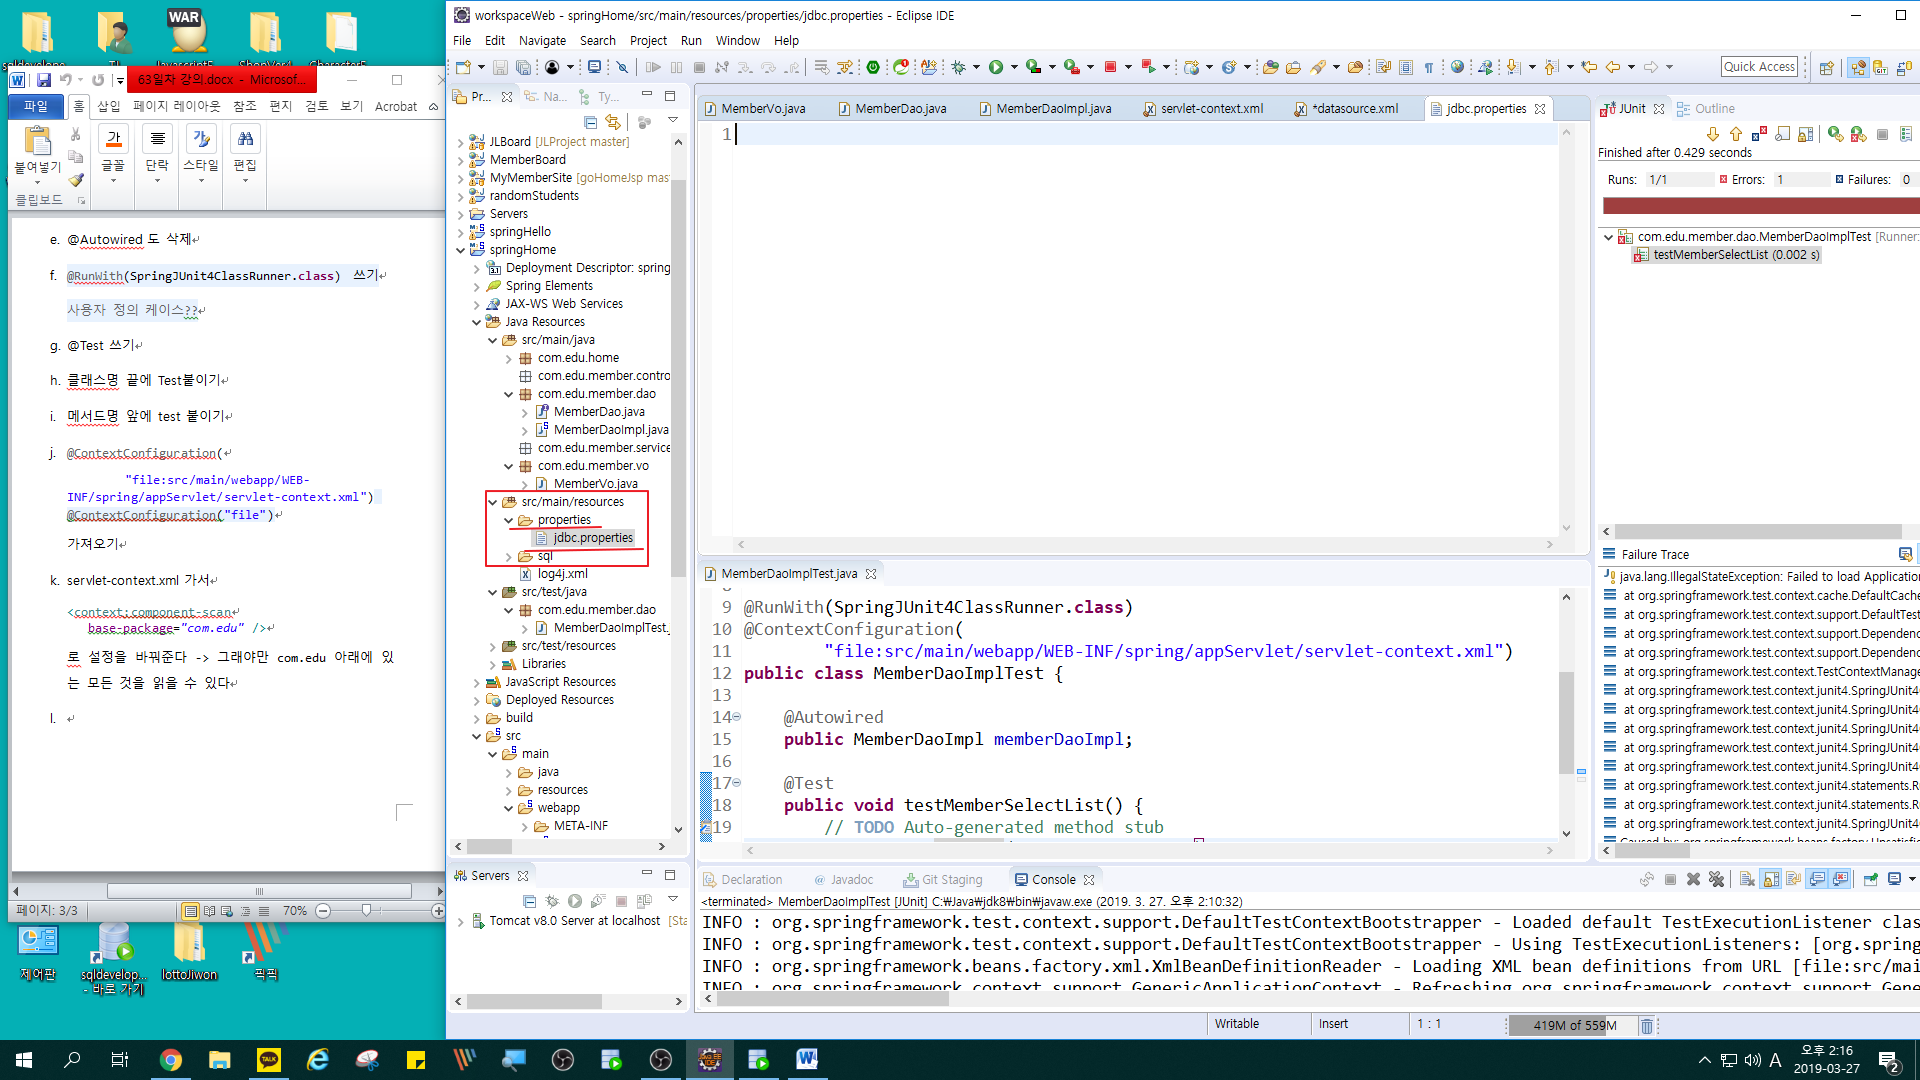 WAR
63일차 강의.docx - Microsof...
파일
홈
삽입
페이지 레이아웃
참조
편지
검토
보기
Acrobat
붙여넣기
글꼴
단락
스타일
편집
클립보드
e. @Autowired 도 삭제
f. @RunWith(SpringJUnit4ClassRunner.class) 쓰기
사용자 정의 케이스??
g. @Test 쓰기
h. 클래스명 끝에 Test붙이기
i. 메서드명 앞에 test 붙이기
j. @ContextConfiguration(
"file:src/main/webapp/WEB-
INF/spring/appServlet/servlet-context.xml")
@ContextConfiguration("file")
가져오기
k. servlet-context.xml 가서
<context:component-scan
base-package="com.edu" />
로 설정을 바꿔준다 -> 그래야만 com.edu 아래에 있
는 모든 것을 읽을 수 있다
l.
페이지: 3/3
70%
제어판
sqldevelop...
- 바로 가기
lottoJiwon
픽픽
workspaceWeb - springHome/src/main/resources/properties/jdbc.properties - Eclipse IDE
File Edit Navigate Search Project Run Window Help
Quick Access
Pr...
Na...
Ty...
JLBoard [JLProject master]
MemberBoard
MyMemberSite [goHomeJsp mas
randomStudents
Servers
springHello
springHome
Deployment Descriptor: spring
Spring Elements
JAX-WS Web Services
Java Resources
src/main/java
com.edu.home
com.edu.member.contro
com.edu.member.dao
MemberDao.java
MemberDaoImpl.java
com.edu.member.service
com.edu.member.vo
MemberVo.java
src/main/resources
properties
jdbc.properties
sql
log4j.xml
src/test/java
com.edu.member.dao
MemberDaoImplTest.
src/test/resources
Libraries
JavaScript Resources
Deployed Resources
build
src
main
java
resources
webapp
META-INF
Servers
Tomcat v8.0 Server at localhost [Sta
MemberVo.java
MemberDao.java
MemberDaoImpl.java
servlet-context.xml
*datasource.xml
jdbc.properties
1
MemberDaoImplTest.java
9 @RunWith(SpringJUnit4ClassRunner.class)
10 @ContextConfiguration(
11 "file:src/main/webapp/WEB-INF/spring/appServlet/servlet-context.xml")
12 public class MemberDaoImplTest {
13
14 @Autowired
15 public MemberDaoImpl memberDaoImpl;
16
17 @Test
18 public void testMemberSelectList() {
19 // TODO Auto-generated method stub
Declaration
@ Javadoc
Git Staging
Console
<terminated> MemberDaoImplTest [JUnit] C:₩Java₩jdk8₩bin₩javaw.exe (2019. 3. 27. 오후 2:10:32)
INFO : org.springframework.test.context.support.DefaultTestContextBootstrapper - Loaded default TestExecutionListener clas
INFO : org.springframework.test.context.support.DefaultTestContextBootstrapper - Using TestExecutionListeners: [org.spring
INFO : org.springframework.beans.factory.xml.XmlBeanDefinitionReader - Loading XML bean definitions from URL [file:src/mai
INFO : org.springframework.context.support.GenericApplicationContext - Refreshing org.springframework.context.support.Gene
Writable
Insert
1 : 1
419M of 559M
JUnit
Outline
Finished after 0.429 seconds
Runs: 1/1
Errors: 1
Failures: 0
com.edu.member.dao.MemberDaoImplTest [Runner:
testMemberSelectList (0.002 s)
Failure Trace
java.lang.IllegalStateException: Failed to load Application
at org.springframework.test.context.cache.DefaultCache
at org.springframework.test.context.support.DefaultTest
at org.springframework.test.context.support.Dependenc
at org.springframework.test.context.support.Dependenc
at org.springframework.test.context.TestContextManage
at org.springframework.test.context.junit4.SpringJUnit4
at org.springframework.test.context.junit4.SpringJUnit4
at org.springframework.test.context.junit4.SpringJUnit4
at org.springframework.test.context.junit4.SpringJUnit4
at org.springframework.test.context.junit4.SpringJUnit4
at org.springframework.test.context.junit4.statements.R
at org.springframework.test.context.junit4.statements.R
at org.springframework.test.context.junit4.SpringJUnit4
Caused by: org.springframework.beans.factory.Unsatisfi
TALK
A
오후 2:16
2019-03-27
2